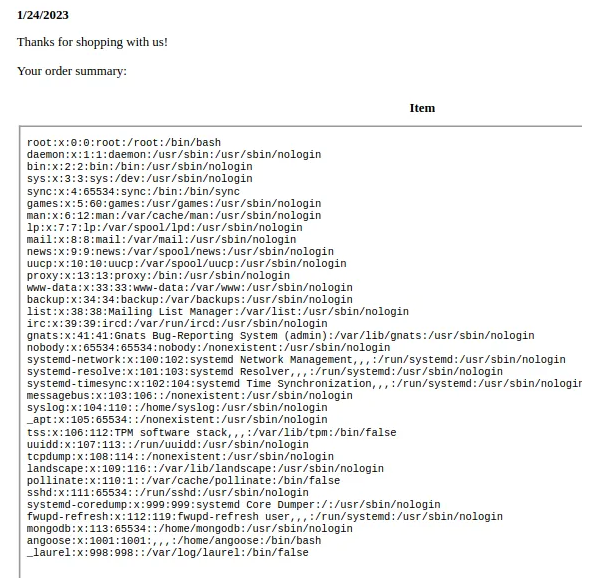 1/24/2023
Thanks for shopping with us!
Your order summary:
Item
root:x:0:0:root:/root:/bin/bash
daemon:x:1:1:daemon:/usr/sbin:/usr/sbin/nologin
bin:x:2:2:bin:/bin:/usr/sbin/nologin
sys:x:3:3:sys:/dev:/usr/sbin/nologin
sync:x:4:65534:sync:/bin:/bin/sync
games:x:5:60:games:/usr/games:/usr/sbin/nologin
man:x:6:12:man:/var/cache/man:/usr/sbin/nologin
lp:x:7:7:lp:/var/spool/lpd:/usr/sbin/nologin
mail:x:8:8:mail:/var/mail:/usr/sbin/nologin
news:x:9:9:news:/var/spool/news:/usr/sbin/nologin
uucp:x:10:10:uucp:/var/spool/uucp:/usr/sbin/nologin
proxy:x:13:13:proxy:/bin:/usr/sbin/nologin
www-data:x:33:33:www-data:/var/www:/usr/sbin/nologin
backup:x:34:34:backup:/var/backups:/usr/sbin/nologin
list:x:38:38:Mailing List Manager:/var/list:/usr/sbin/nologin
irc:x:39:39:ircd:/var/run/ircd:/usr/sbin/nologin
gnats:x:41:41:Gnats Bug-Reporting System (admin):/var/lib/gnats:/usr/sbin/nologin
nobody:x:65534:65534:nobody:/nonexistent:/usr/sbin/nologin
systemd-network:x:100:102:systemd Network Management,,,:/run/systemd:/usr/sbin/nologin
systemd-resolve:x:101:103:systemd Resolver,,,:/run/systemd:/usr/sbin/nologin
systemd-timesync:x:102:104:systemd Time Synchronization,,,:/run/systemd:/usr/sbin/nologin
messagebus:x:103:106::/nonexistent:/usr/sbin/nologin
syslog:x:104:110::/home/syslog:/usr/sbin/nologin
_apt:x:105:65534::/nonexistent:/usr/sbin/nologin
tss:x:106:112:TPM software stack,,,:/var/lib/tpm:/bin/false
uuidd:x:107:113::/run/uuidd:/usr/sbin/nologin
tcpdump:x:108:114::/nonexistent:/usr/sbin/nologin
landscape:x:109:116::/var/lib/landscape:/usr/sbin/nologin
pollinate:x:110:1::/var/cache/pollinate:/bin/false
sshd:x:111:65534::/run/sshd:/usr/sbin/nologin
systemd-coredump:x:999:999:systemd Core Dumper:/:/usr/sbin/nologin
fwupd-refresh:x:112:119:fwupd-refresh user,,,:/run/systemd:/usr/sbin/nologin
mongodb:x:113:65534::/home/mongodb:/usr/sbin/nologin
angoose:x:1001:1001:,,,:/home/angoose:/bin/bash
_laurel:x:998:998::/var/log/laurel:/bin/false